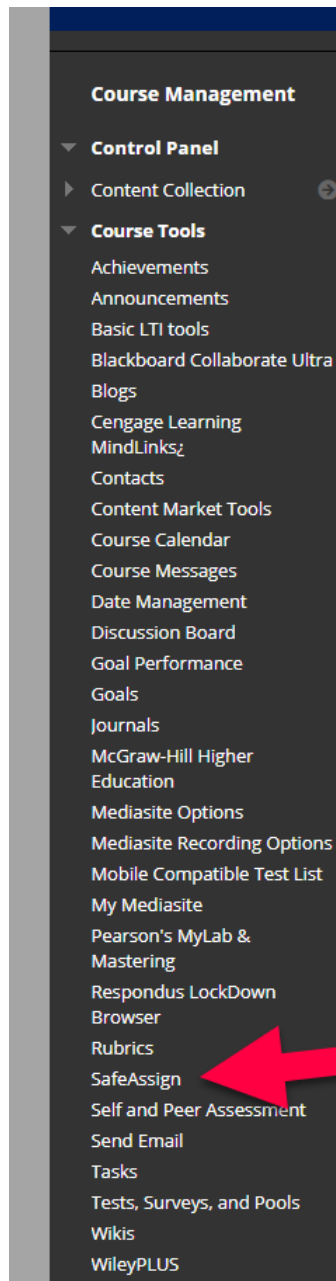 Course Management
Control Panel
Content Collection
Course Tools
Achievements
Announcements
Basic LTI tools
Blackboard Collaborate Ultra
Blogs
Cengage Learning
MindLinks¿
Contacts
Content Market Tools
Course Calendar
Course Messages
Date Management
Discussion Board
Goal Performance
Goals
Journals
McGraw-Hill Higher
Education
Mediasite Options
Mediasite Recording Options
Mobile Compatible Test List
My Mediasite
Pearson's MyLab &
Mastering
Respondus LockDown
Browser
Rubrics
SafeAssign
Self and Peer Assessment
Send Email
Tasks
Tests, Surveys, and Pools
Wikis
WileyPLUS